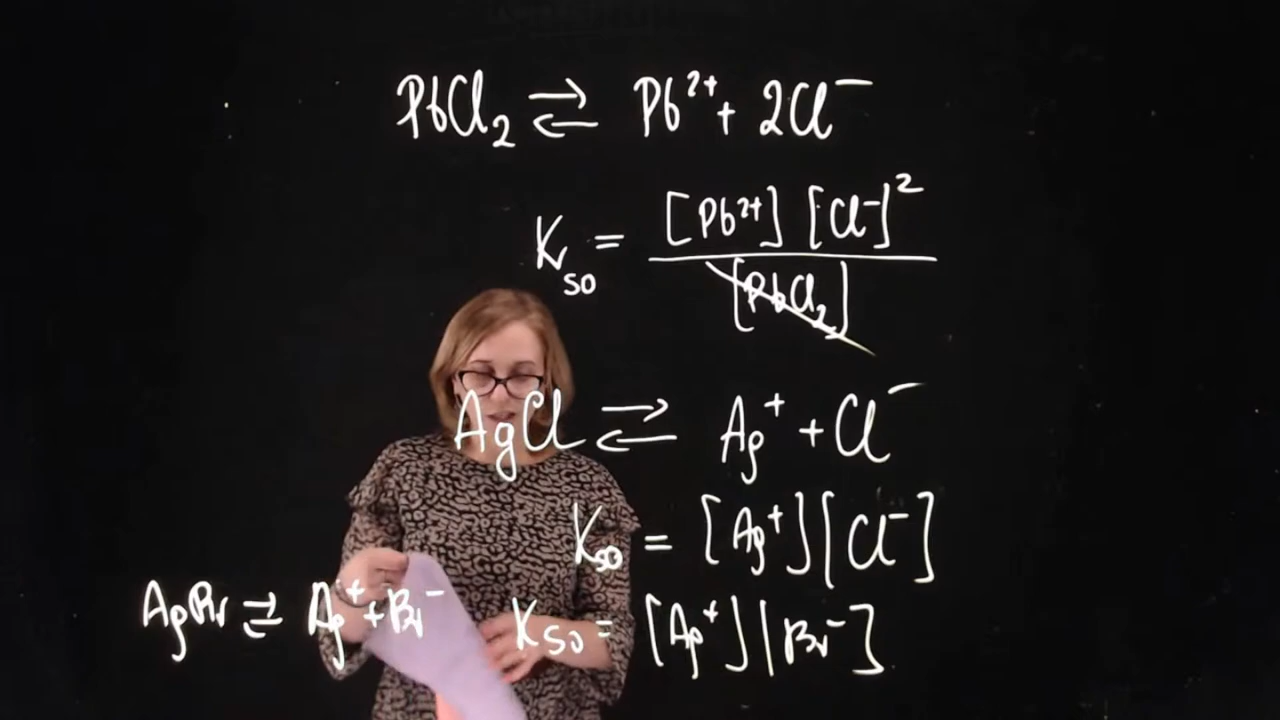 PbCl₂ ⇄ Pb²⁺ + 2Cl⁻
Kso = [Pb²⁺] [Cl⁻]² / [PbCl₂]
AgCl ⇄ Ag⁺ + Cl⁻
Kso = [Ag⁺][Cl⁻]
AgBr ⇄ Ag⁺ + Br⁻ Kso = [Ag⁺][Br⁻]